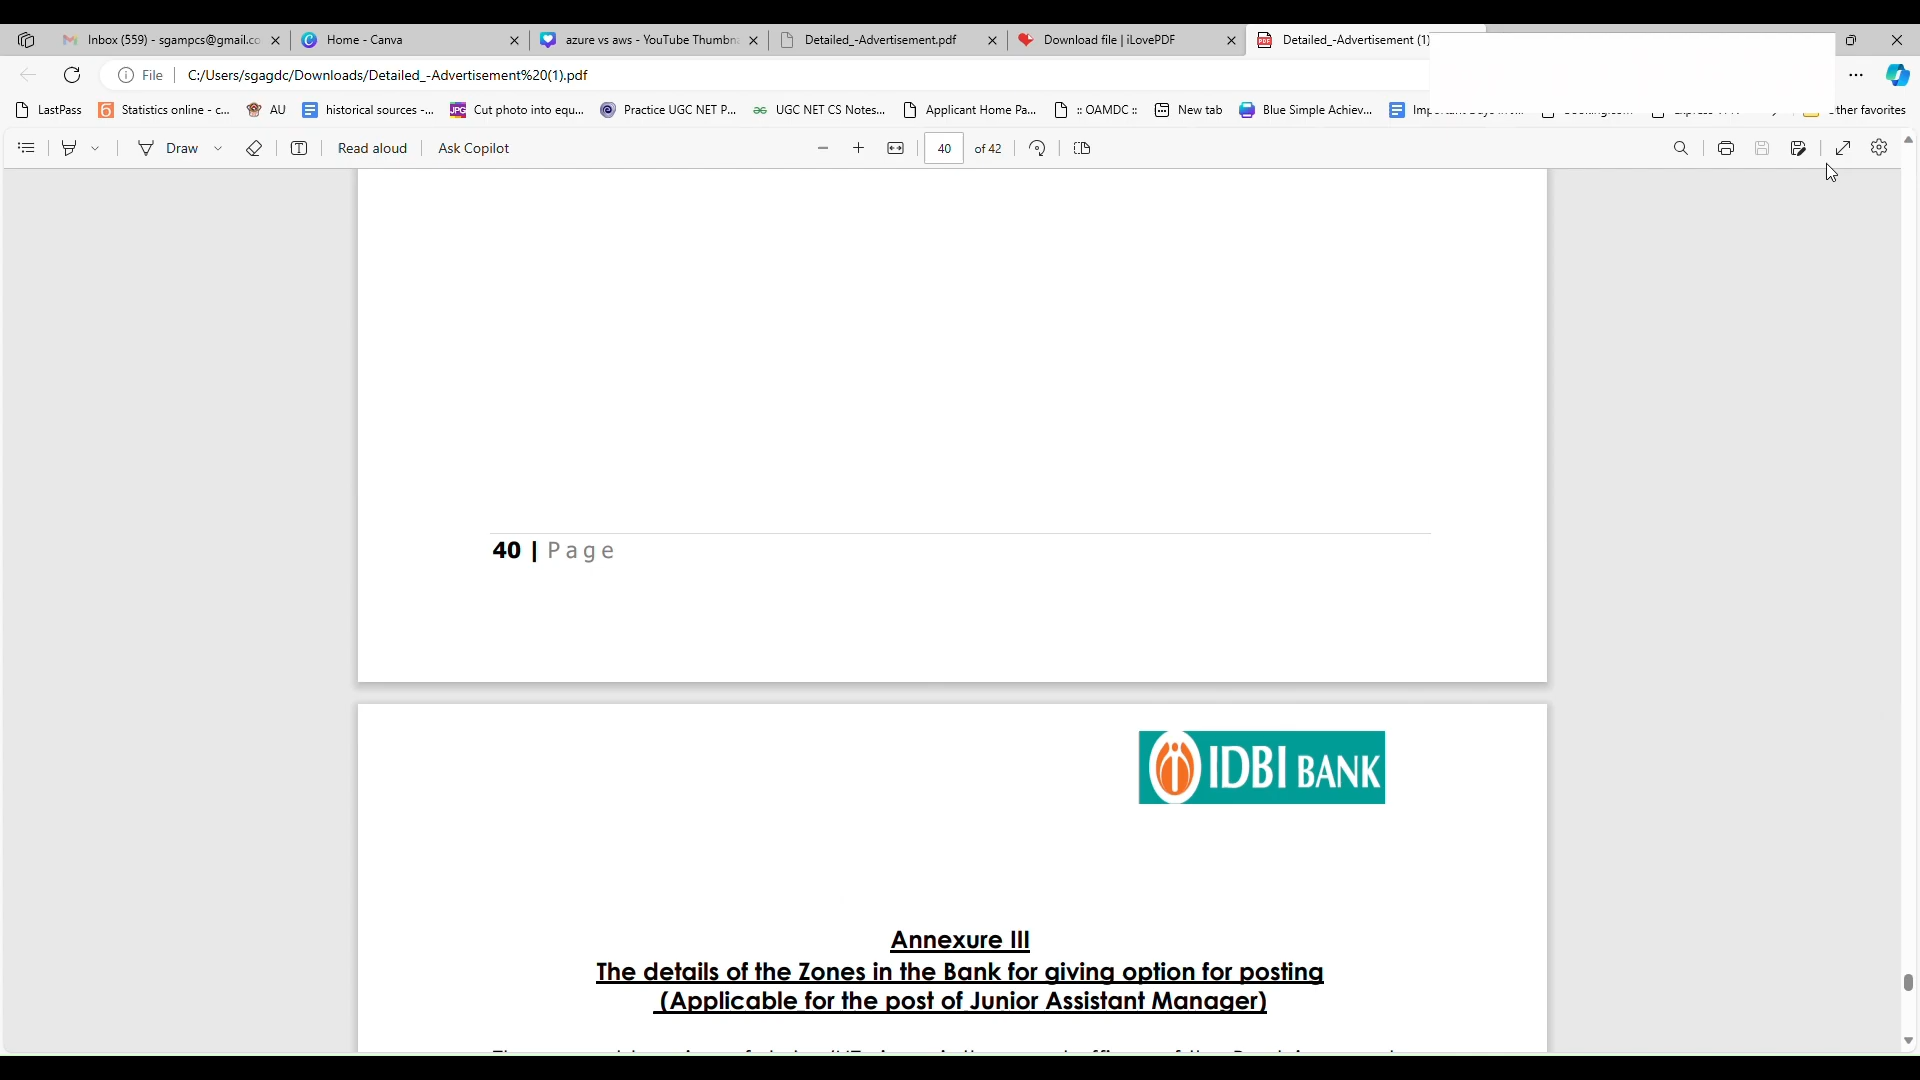 Inbox (559) - sgampcs@gmail.co
Home - Canva
azure vs aws - YouTube Thumbn
Detailed_-Advertisement.pdf
Download file | iLovePDF
Detailed_-Advertisement (1)
File
C:/Users/sgagdc/Downloads/Detailed_-Advertisement%20(1).pdf
LastPass
Statistics online - c...
AU
historical sources -...
Cut photo into equ...
Practice UGC NET P...
UGC NET CS Notes...
Applicant Home Pa...
:: OAMDC ::
New tab
Blue Simple Achiev...
ther favorites
Draw
Read aloud
Ask Copilot
40 of 42
40 | Page
IDBI BANK
Annexure III
The details of the Zones in the Bank for giving option for posting
(Applicable for the post of Junior Assistant Manager)